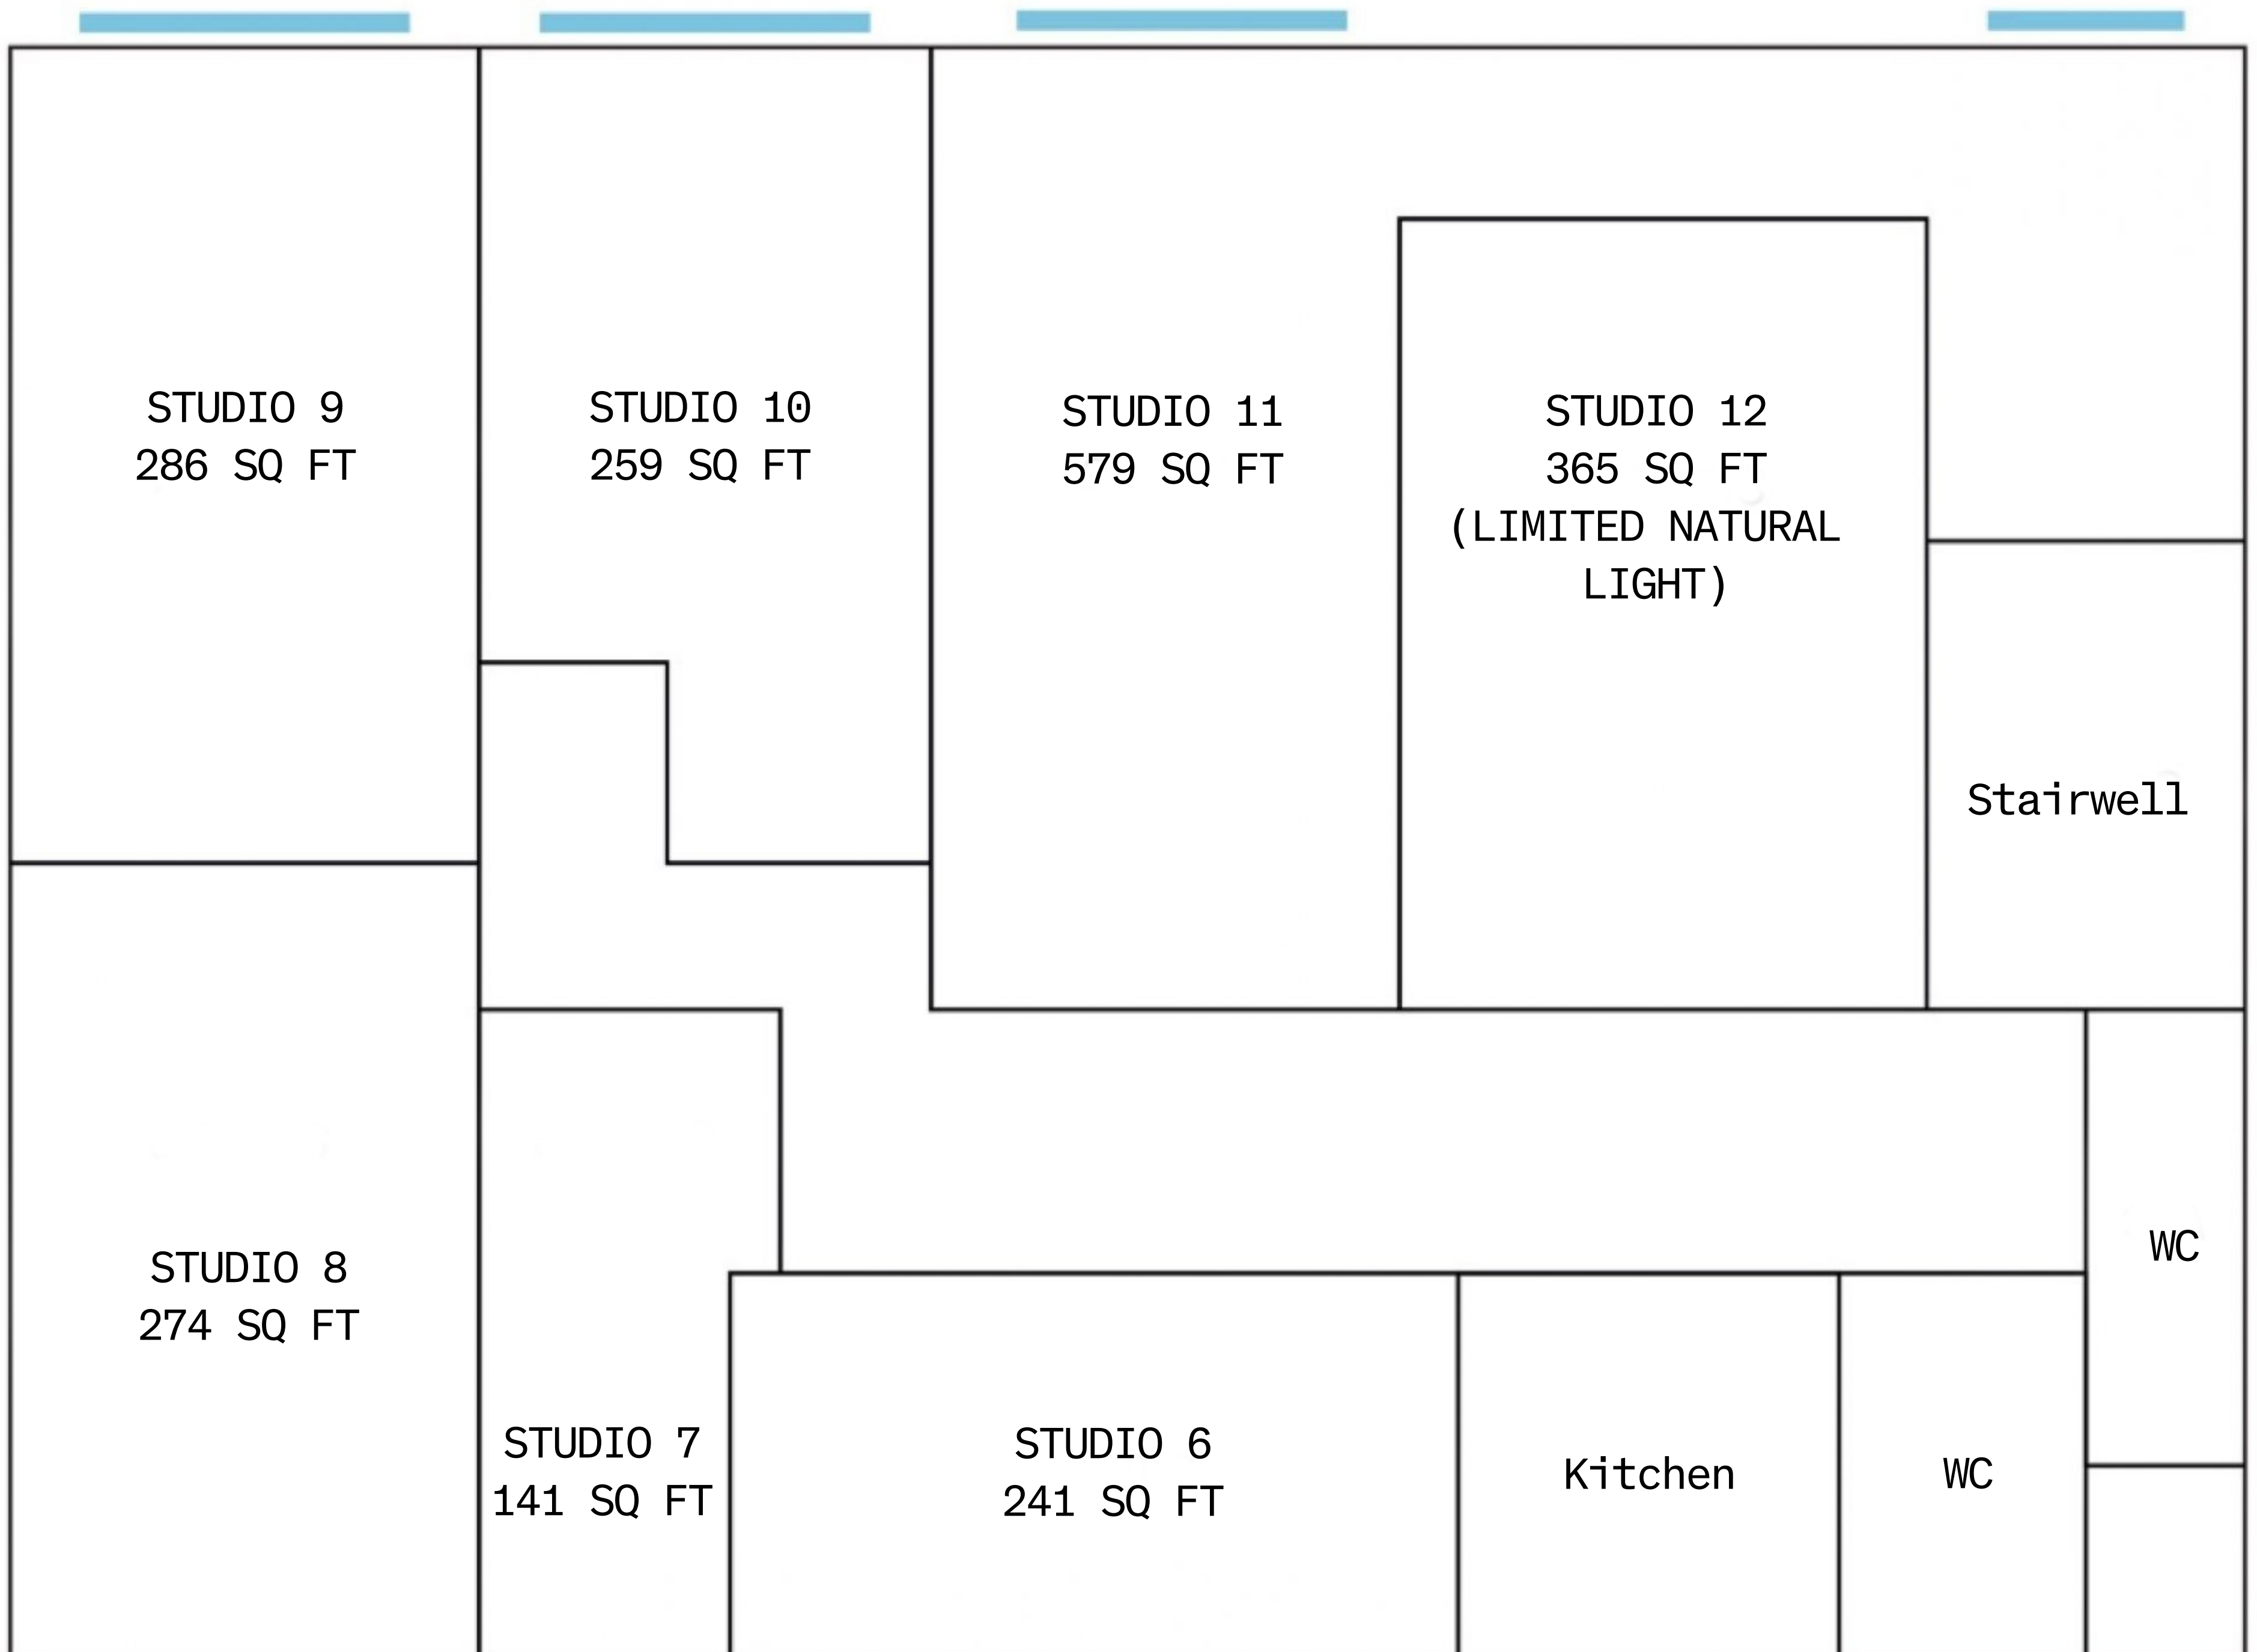 STUDIO 9
286 SQ FT
STUDIO 10
259 SQ FT
STUDIO 11
579 SQ FT
STUDIO 12
365 SQ FT
(LIMITED NATURAL
LIGHT)
Stairwell
STUDIO 8
274 SQ FT
STUDIO 7
141 SQ FT
STUDIO 6
241 SQ FT
Kitchen
WC
WC